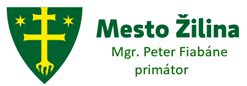 Mesto Žilina
Mgr. Peter Fiabáne
primátor